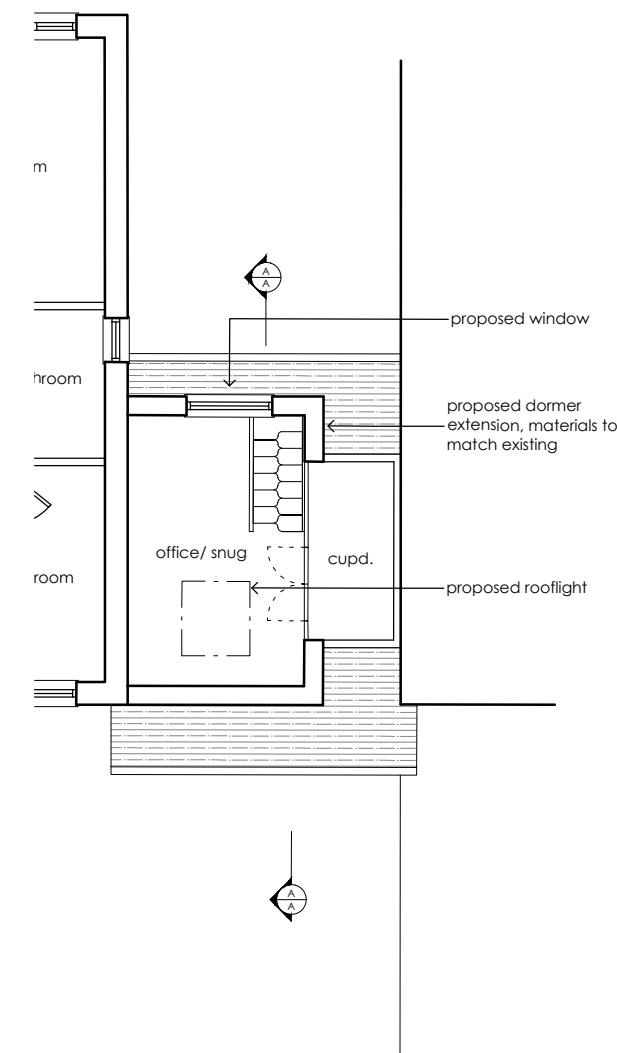 m
A
A
proposed window
hroom
proposed dormer
extension, materials to
match existing
office/ snug
cupd.
room
proposed rooflight
A
A